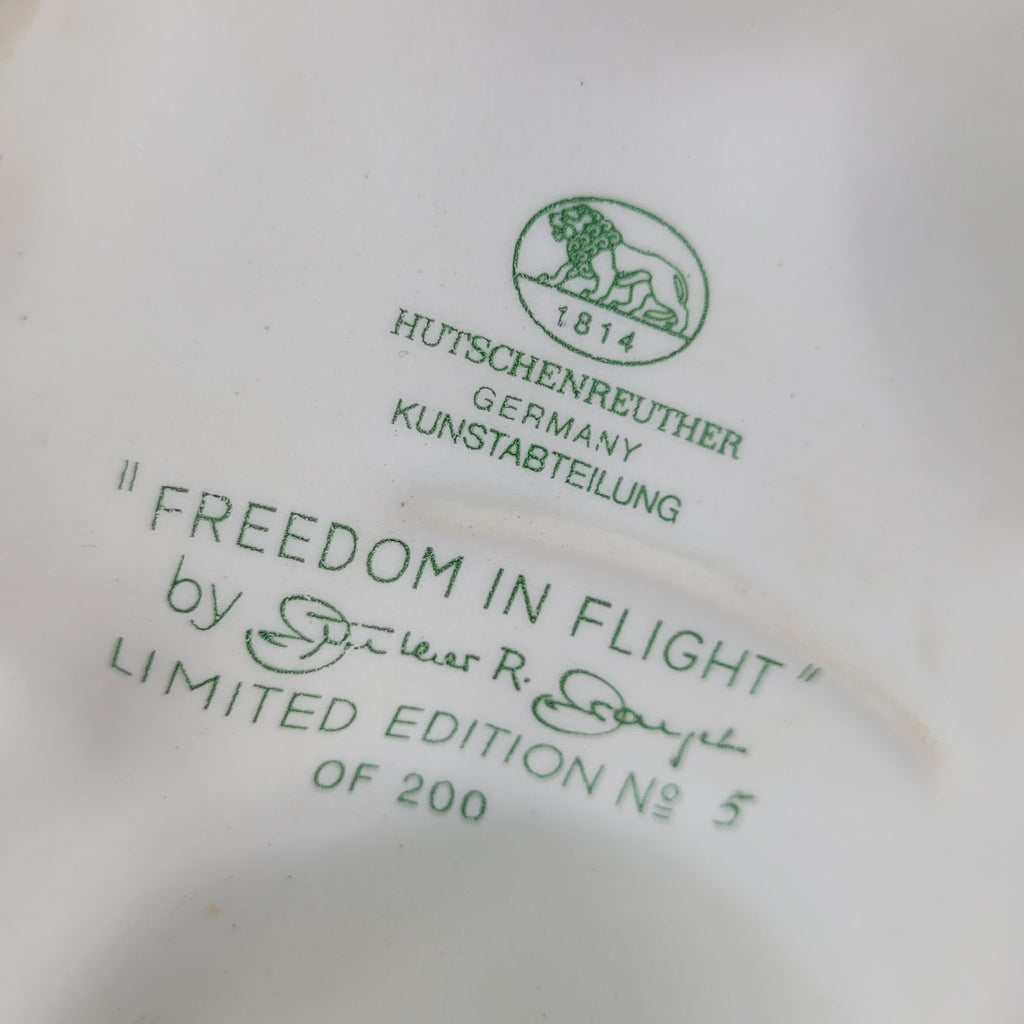 1814
HUTSCHENREUTHER
GERMANY
KUNSTABTEILUNG
"FREEDOM IN FLIGHT"
by R.
LIMITED EDITION Nº 5
OF 200